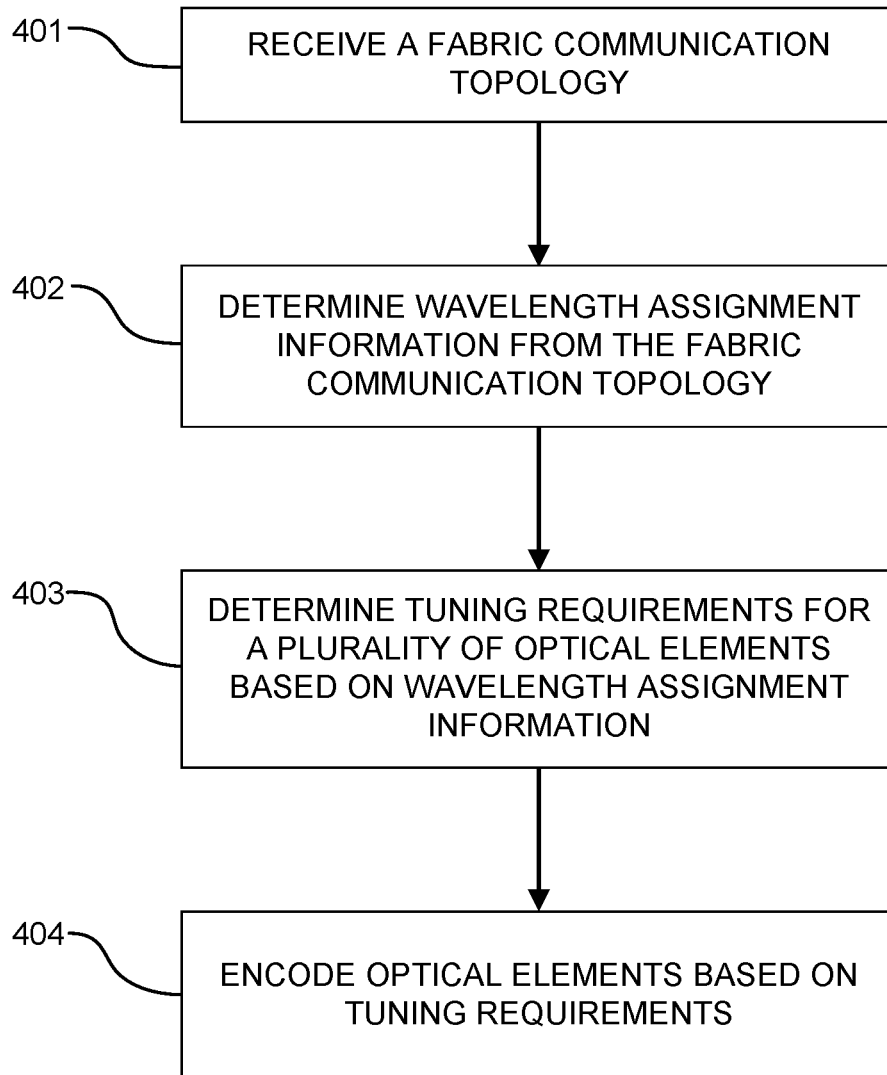 401
RECEIVE A FABRIC COMMUNICATION
TOPOLOGY
402
DETERMINE WAVELENGTH ASSIGNMENT
INFORMATION FROM THE FABRIC
COMMUNICATION TOPOLOGY
403
DETERMINE TUNING REQUIREMENTS FOR
A PLURALITY OF OPTICAL ELEMENTS
BASED ON WAVELENGTH ASSIGNMENT
INFORMATION
404
ENCODE OPTICAL ELEMENTS BASED ON
TUNING REQUIREMENTS